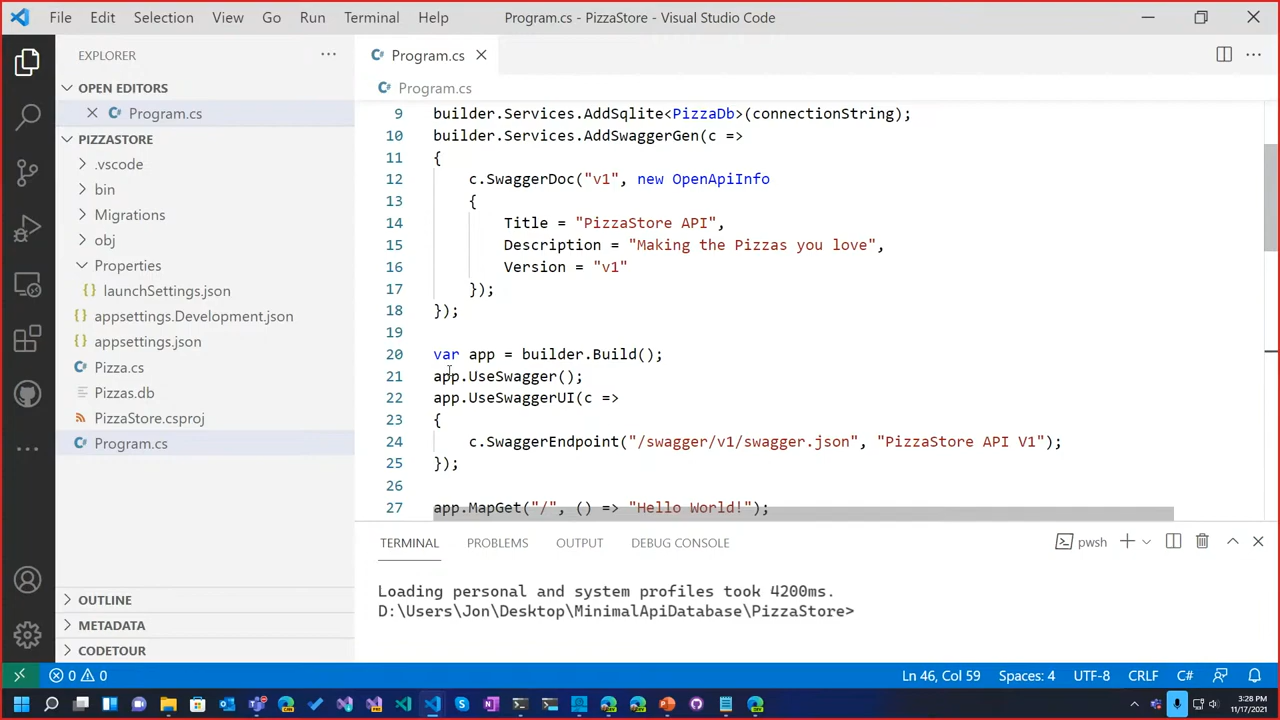 File Edit Selection View Go Run Terminal Help Program.cs - PizzaStore - Visual Studio Code
EXPLORER
OPEN EDITORS
Program.cs
PIZZASTORE
.vscode
bin
Migrations
obj
Properties
{} launchSettings.json
{} appsettings.Development.json
{} appsettings.json
Pizza.cs
Pizzas.db
PizzaStore.csproj
Program.cs
OUTLINE
METADATA
CODETOUR
Program.cs
Program.cs
9 builder.Services.AddSqlite<PizzaDb>(connectionString);
10 builder.Services.AddSwaggerGen(c =>
11 {
12 c.SwaggerDoc("v1", new OpenApiInfo
13 {
14 Title = "PizzaStore API",
15 Description = "Making the Pizzas you love",
16 Version = "v1"
17 });
18 });
19
20 var app = builder.Build();
21 app.UseSwagger();
22 app.UseSwaggerUI(c =>
23 {
24 c.SwaggerEndpoint("/swagger/v1/swagger.json", "PizzaStore API V1");
25 });
26
27 app.MapGet("/", () => "Hello World!");
TERMINAL PROBLEMS OUTPUT DEBUG CONSOLE pwsh
Loading personal and system profiles took 4200ms.
D:\Users\Jon\Desktop\MinimalApiDatabase\PizzaStore>
0 0 Ln 46, Col 59 Spaces: 4 UTF-8 CRLF C#
3:28 PM
11/17/2021